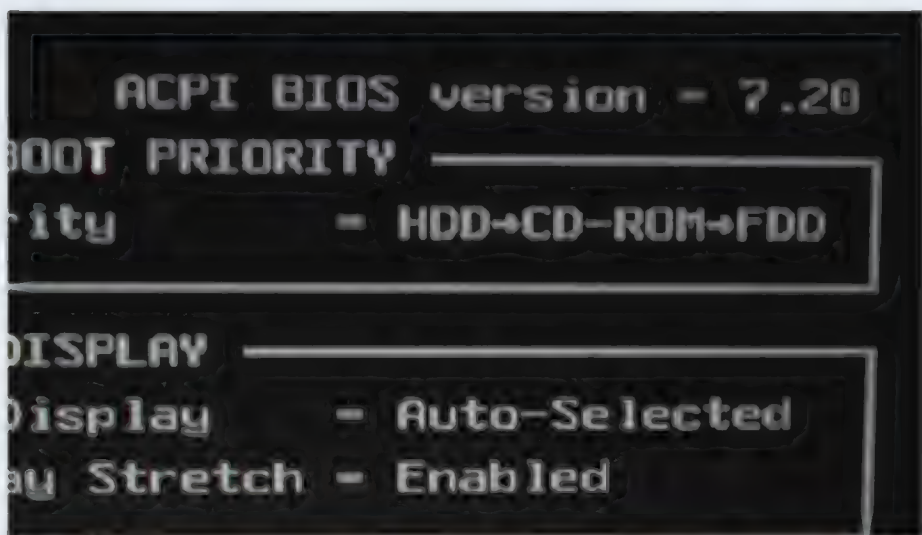 ACPI BIOS version - 7.20
BOOT PRIORITY
rity = HDD→CD-ROM→FDD
DISPLAY
Display = Auto-Selected
ay Stretch = Enabled